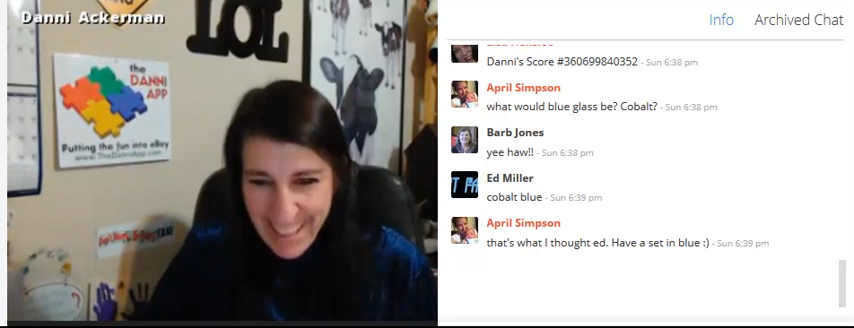 Danni Ackerman
LOL
the
DANNI
APP
Putting the fun into eBay
www.TheDanniApp.com
Info Archived Chat
Danni's Score #360699840352 - Sun 6:38 pm
April Simpson
what would blue glass be? Cobalt? - Sun 6:38 pm
Barb Jones
yee haw!! - Sun 6:38 pm
Ed Miller
cobalt blue - Sun 6:39 pm
April Simpson
that's what I thought ed. Have a set in blue :) - Sun 6:39 pm